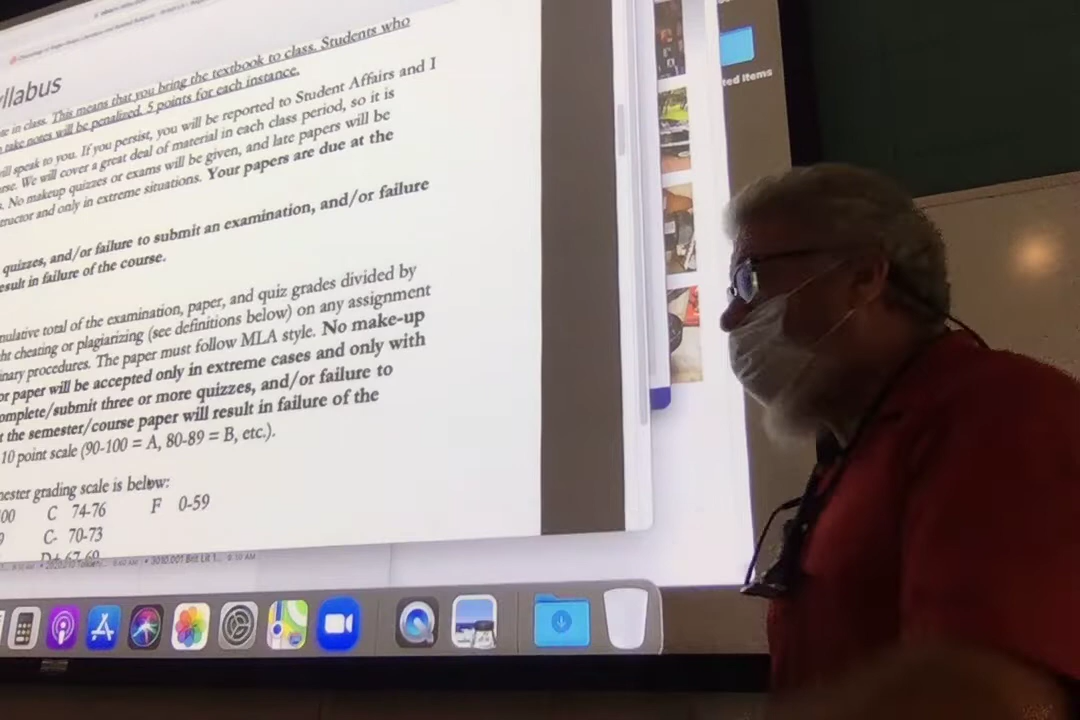 yllabus
in class. This means that you bring the textbook to class. Students who
take notes will be penalized. 5 points for each instance.
will speak to you. If you persist, you will be reported to Student Affairs and I
We will cover a great deal of material in each class period, so it is
No makeup quizzes or exams will be given, and late papers will be
and only in extreme situations. Your papers are due at the
quizzes, and/or failure to submit an examination, and/or failure
result in failure of the course.
total of the examination, paper, and quiz grades divided by
cheating or plagiarizing (see definitions below) on any assignment
procedures. The paper must follow MLA style. No make-up
or paper will be accepted only in extreme cases and only with
complete/submit three or more quizzes, and/or failure to
the semester/course paper will result in failure of the
10 point scale (90-100 = A, 80-89 = B, etc.).
grading scale is below:
00 C 74-76 F 0-59
C- 70-73
D+ 67-69
ted Items